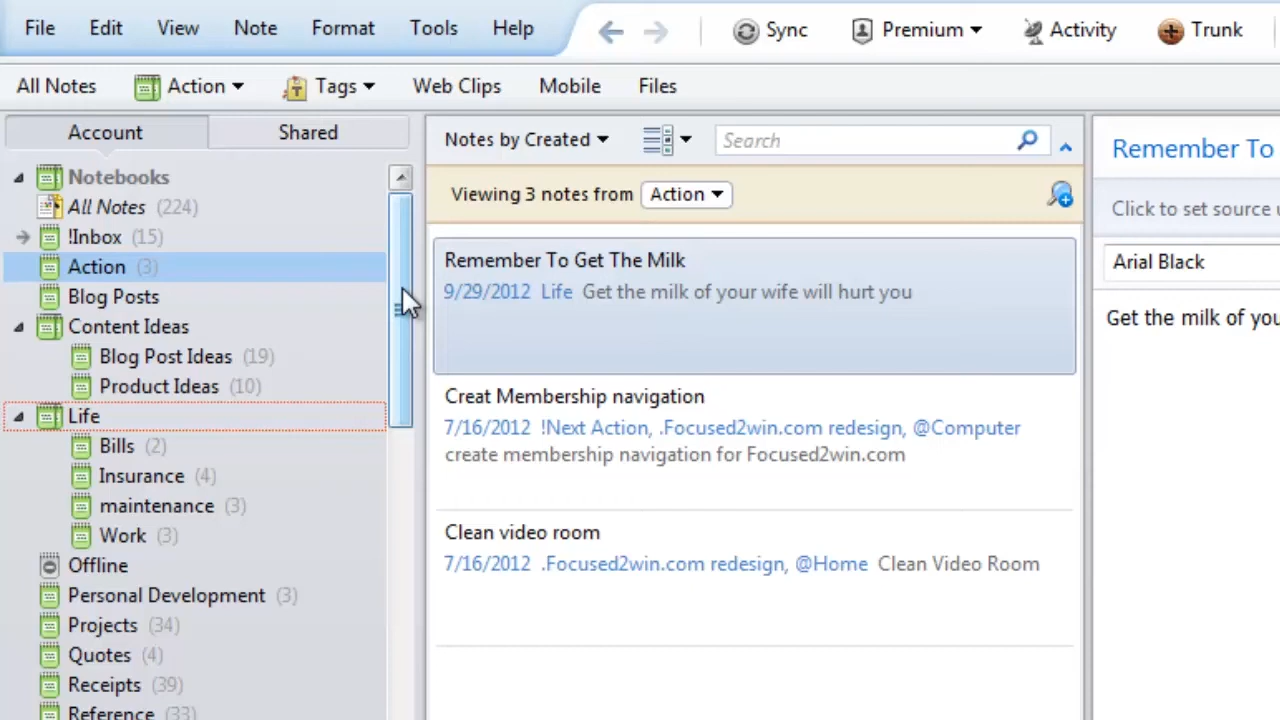 File Edit View Note Format Tools Help
Sync Premium Activity Trunk
All Notes Action Tags Web Clips Mobile Files
Account Shared
Notebooks
All Notes (224)
!Inbox (15)
Action (3)
Blog Posts
Content Ideas
Blog Post Ideas (19)
Product Ideas (10)
Life
Bills (2)
Insurance (4)
maintenance (3)
Work (3)
Offline
Personal Development (3)
Projects (34)
Quotes (4)
Receipts (39)
Reference (33)
Notes by Created Search
Viewing 3 notes from Action
Remember To Get The Milk
9/29/2012 Life Get the milk of your wife will hurt you
Creat Membership navigation
7/16/2012 !Next Action, .Focused2win.com redesign, @Computer
create membership navigation for Focused2win.com
Clean video room
7/16/2012 .Focused2win.com redesign, @Home Clean Video Room
Remember To
Click to set source u
Arial Black
Get the milk of you